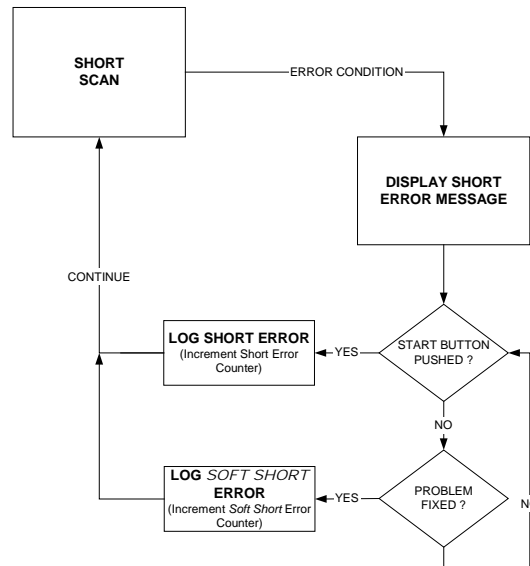 SHORT
SCAN
ERROR CONDITION
DISPLAY SHORT
ERROR MESSAGE
CONTINUE
LOG SHORT ERROR
(Increment Short Error
Counter)
YES
START BUTTON
PUSHED ?
NO
LOG SOFT SHORT
ERROR
(Increment Soft Short Error
Counter)
YES
PROBLEM
FIXED ?